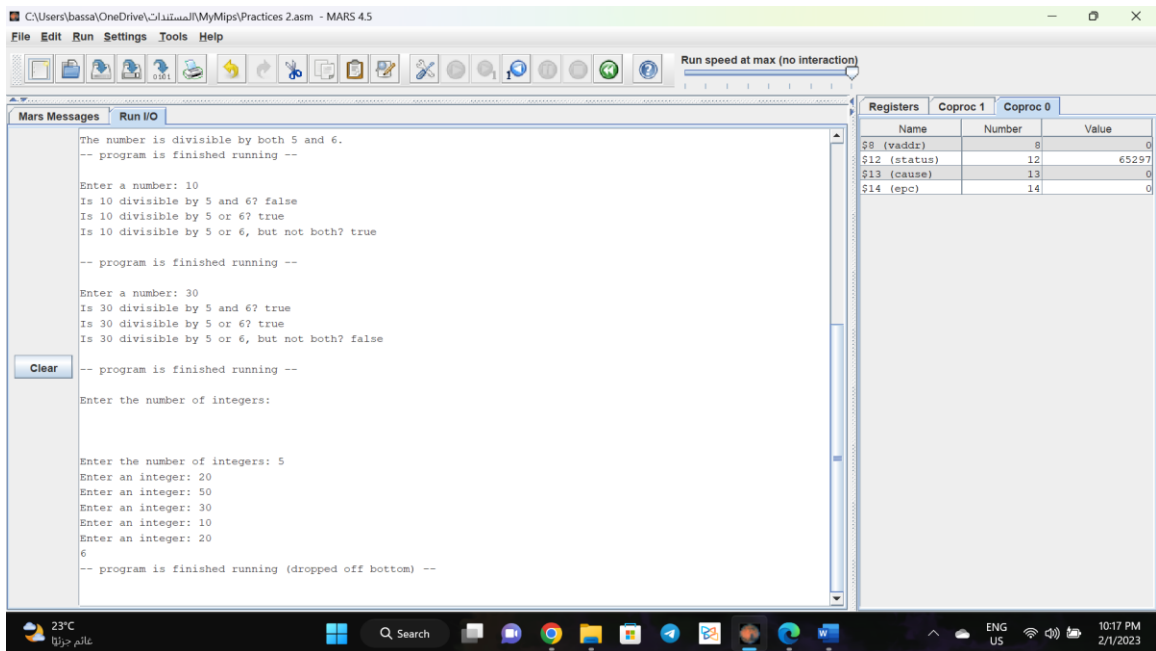 C:\Users\bassa\OneDrive\المستندات\MyMips\Practices 2.asm - MARS 4.5
File Edit Run Settings Tools Help
Run speed at max (no interaction)
Mars Messages Run I/O
The number is divisible by both 5 and 6.
-- program is finished running --
Enter a number: 10
Is 10 divisible by 5 and 6? false
Is 10 divisible by 5 or 6? true
Is 10 divisible by 5 or 6, but not both? true
-- program is finished running --
Enter a number: 30
Is 30 divisible by 5 and 6? true
Is 30 divisible by 5 or 6? true
Is 30 divisible by 5 or 6, but not both? false
-- program is finished running --
Enter the number of integers:
Enter the number of integers: 5
Enter an integer: 20
Enter an integer: 50
Enter an integer: 30
Enter an integer: 10
Enter an integer: 20
6
-- program is finished running (dropped off bottom) --
Clear
Registers Coproc 1 Coproc 0
Name Number Value
$8 (vaddr) 8 0
$12 (status) 12 65297
$13 (cause) 13 0
$14 (epc) 14 0
23°C
غائم جزئيًا
Search
ENG
US
10:17 PM
2/1/2023